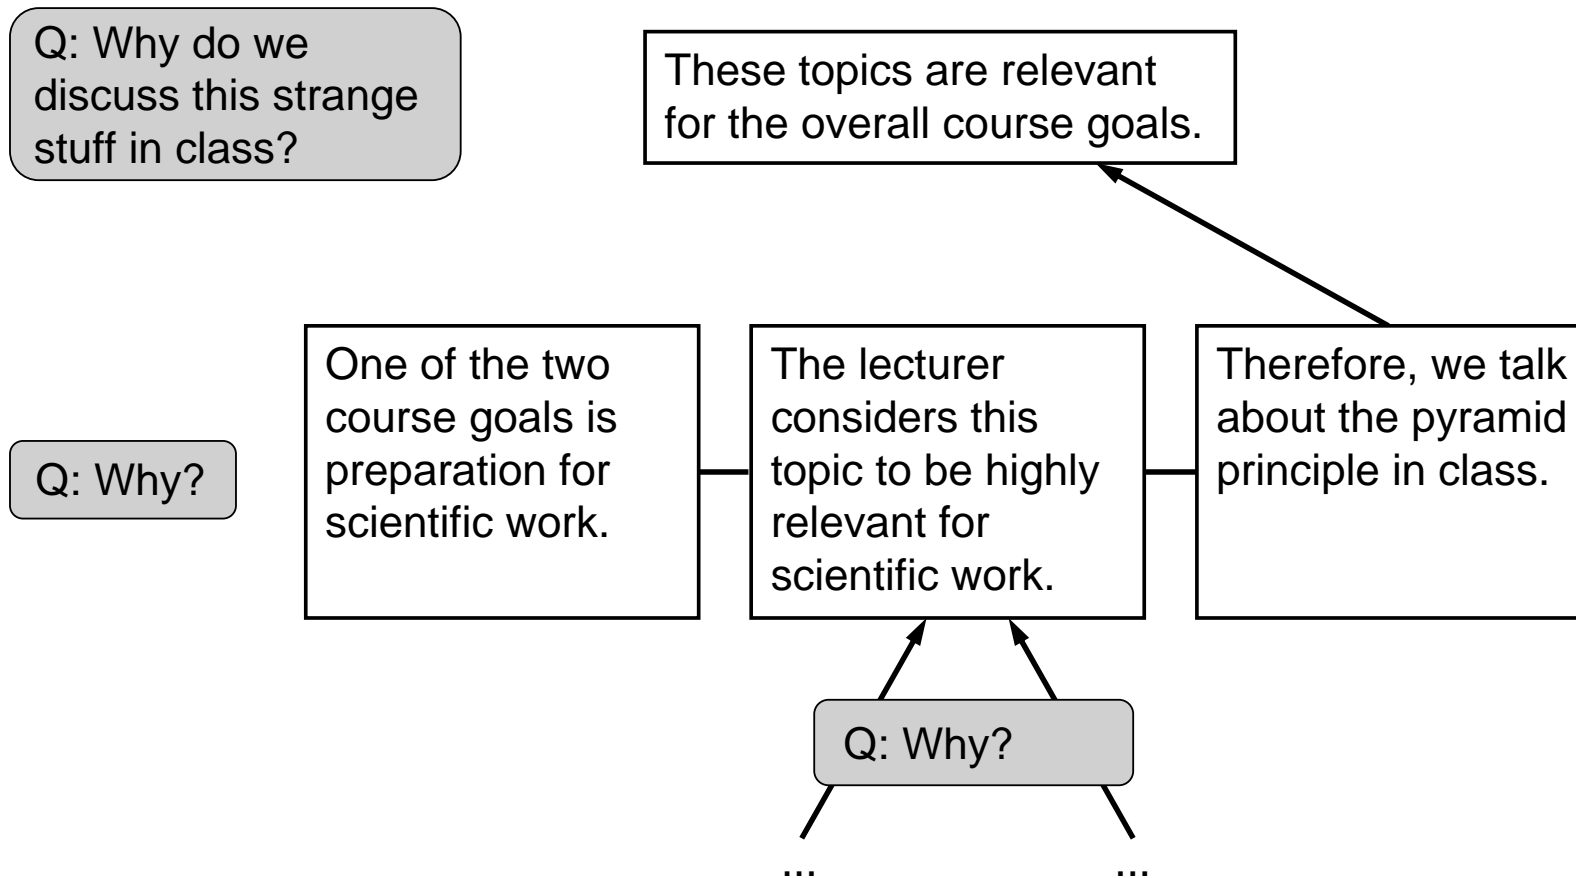 Q: Why do we
discuss this strange
stuff in class?
These topics are relevant
for the overall course goals.
Q: Why?
One of the two
course goals is
preparation for
scientific work.
The lecturer
considers this
topic to be highly
relevant for
scientific work.
Therefore, we talk
about the pyramid
principle in class.
Q: Why?
...
...